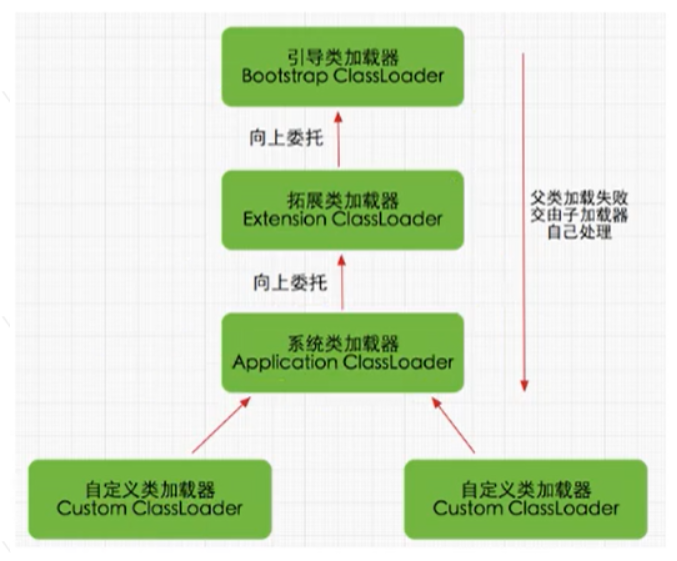 引导类加载器
Bootstrap ClassLoader
向上委托
拓展类加载器
Extension ClassLoader
父类加载失败
交由子加载器
自己处理
向上委托
系统类加载器
Application ClassLoader
自定义类加载器
Custom ClassLoader
自定义类加载器
Custom ClassLoader